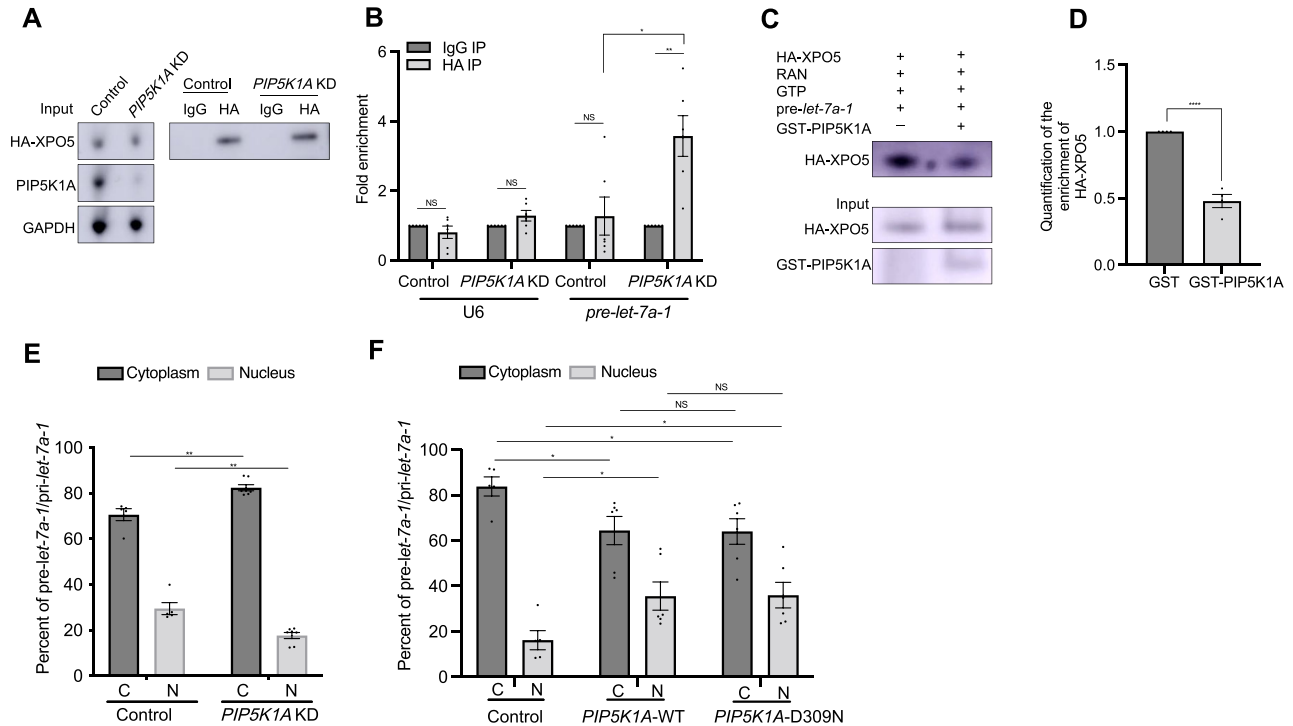 A
Control
PIP5K1A KD
Input
HA-XPO5
PIP5K1A
GAPDH
Control PIP5K1A KD
IgG HA IgG HA
B
IgG IP
HA IP
Fold enrichment
6
4
2
0
NS
NS
NS
**
*
Control PIP5K1A KD Control PIP5K1A KD
U6 pre-let-7a-1
C
HA-XPO5 + +
RAN + +
GTP + +
pre-let-7a-1 + +
GST-PIP5K1A – +
HA-XPO5
Input
HA-XPO5
GST-PIP5K1A
D
Quantification of the
enrichment of
HA-XPO5
1.5
1.0
0.5
0.0
****
GST GST-PIP5K1A
E
Cytoplasm Nucleus
Percent of pre-let-7a-1/pri-let-7a-1
100
80
60
40
20
0
**
**
C N C N
Control PIP5K1A KD
F
Cytoplasm Nucleus
Percent of pre-let-7a-1/pri-let-7a-1
100
80
60
40
20
0
NS
NS
*
*
*
*
C N C N C N
Control PIP5K1A-WT PIP5K1A-D309N